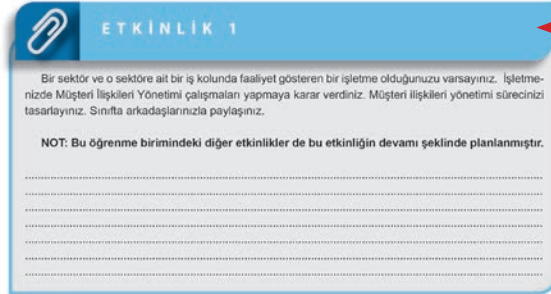 ETKİNLİK 1
Bir sektör ve o sektöre ait bir iş kolunda faaliyet gösteren bir işletme olduğunuzu varsayınız. İşletme-
nizde Müşteri İlişkileri Yönetimi çalışmaları yapmaya karar verdiniz. Müşteri ilişkileri yönetimi sürecinizi
tasarlayınız. Sınıfta arkadaşlarınızla paylaşınız.
NOT: Bu öğrenme birimindeki diğer etkinlikler de bu etkinliğin devamı şeklinde planlanmıştır.